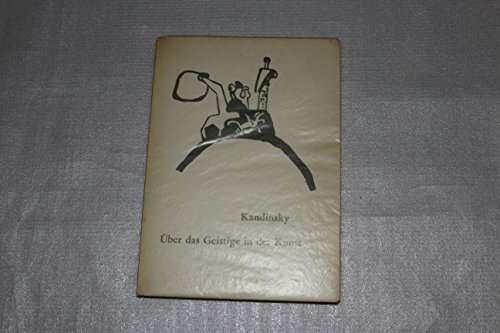 Kandinsky
Über das Geistige in der Kunst